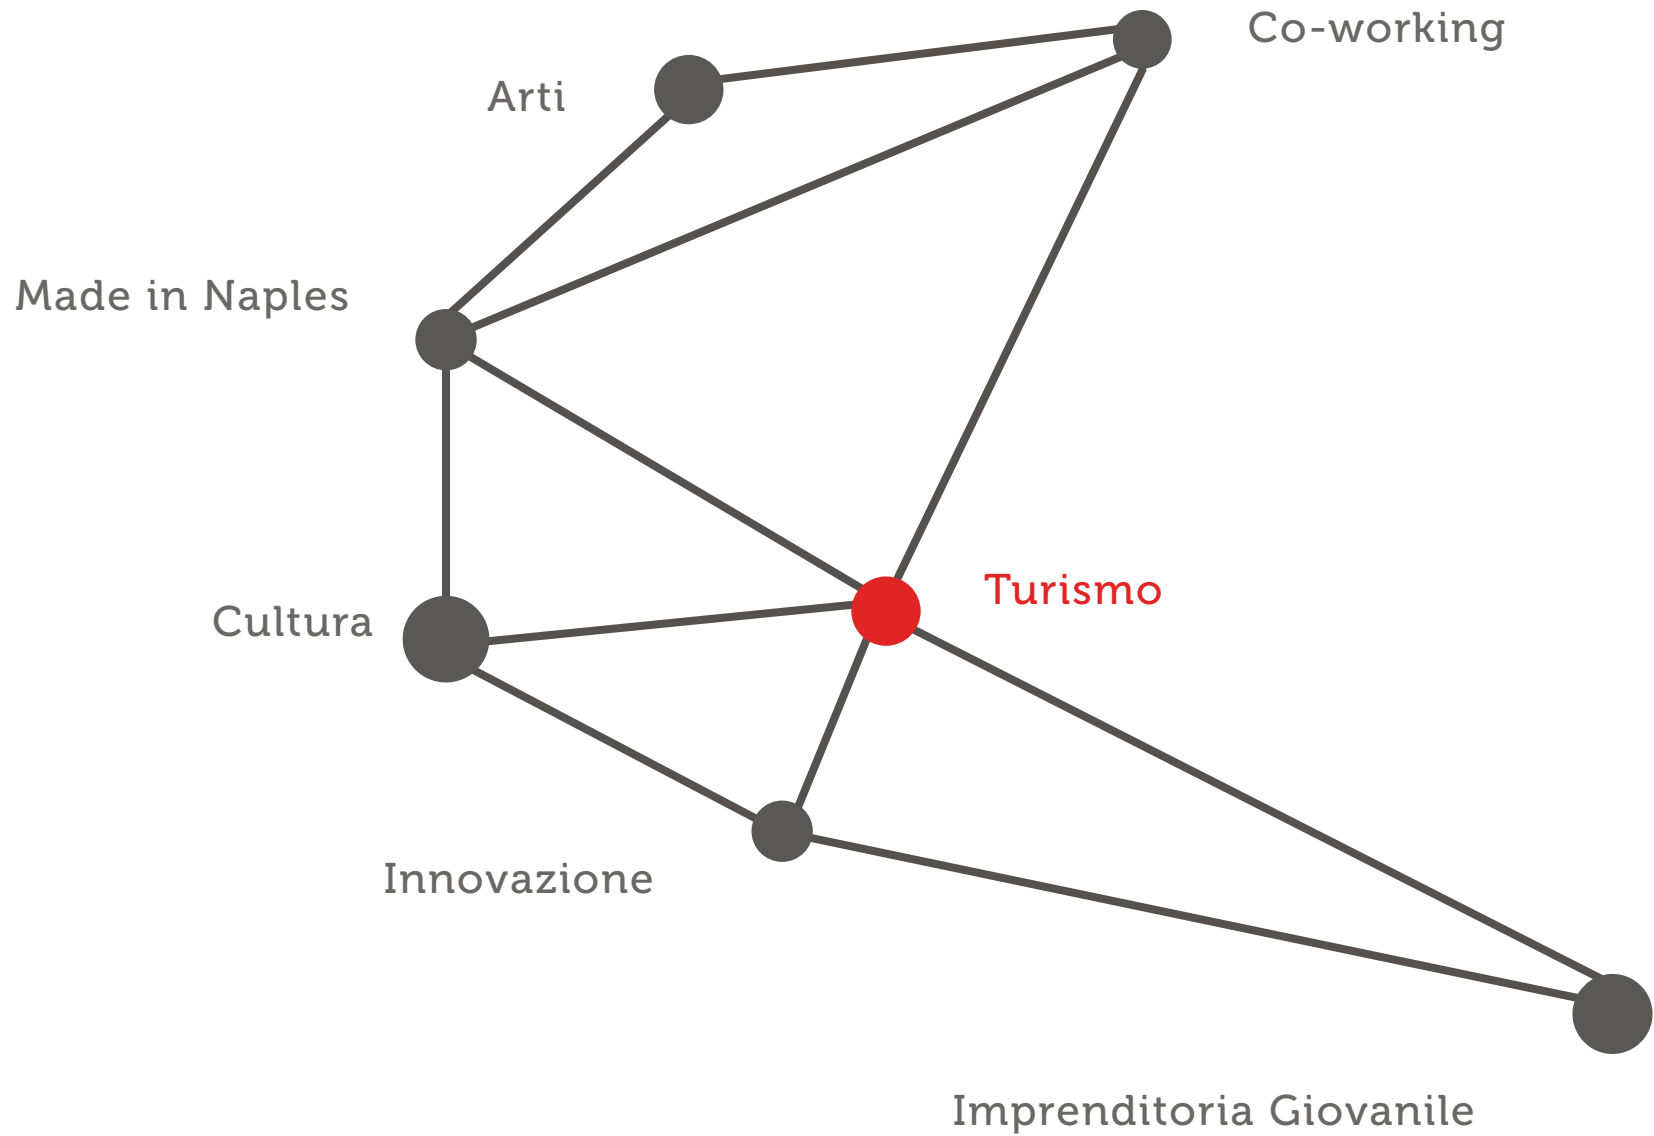 Co-working
Arti
Made in Naples
Turismo
Cultura
Innovazione
Imprenditoria Giovanile